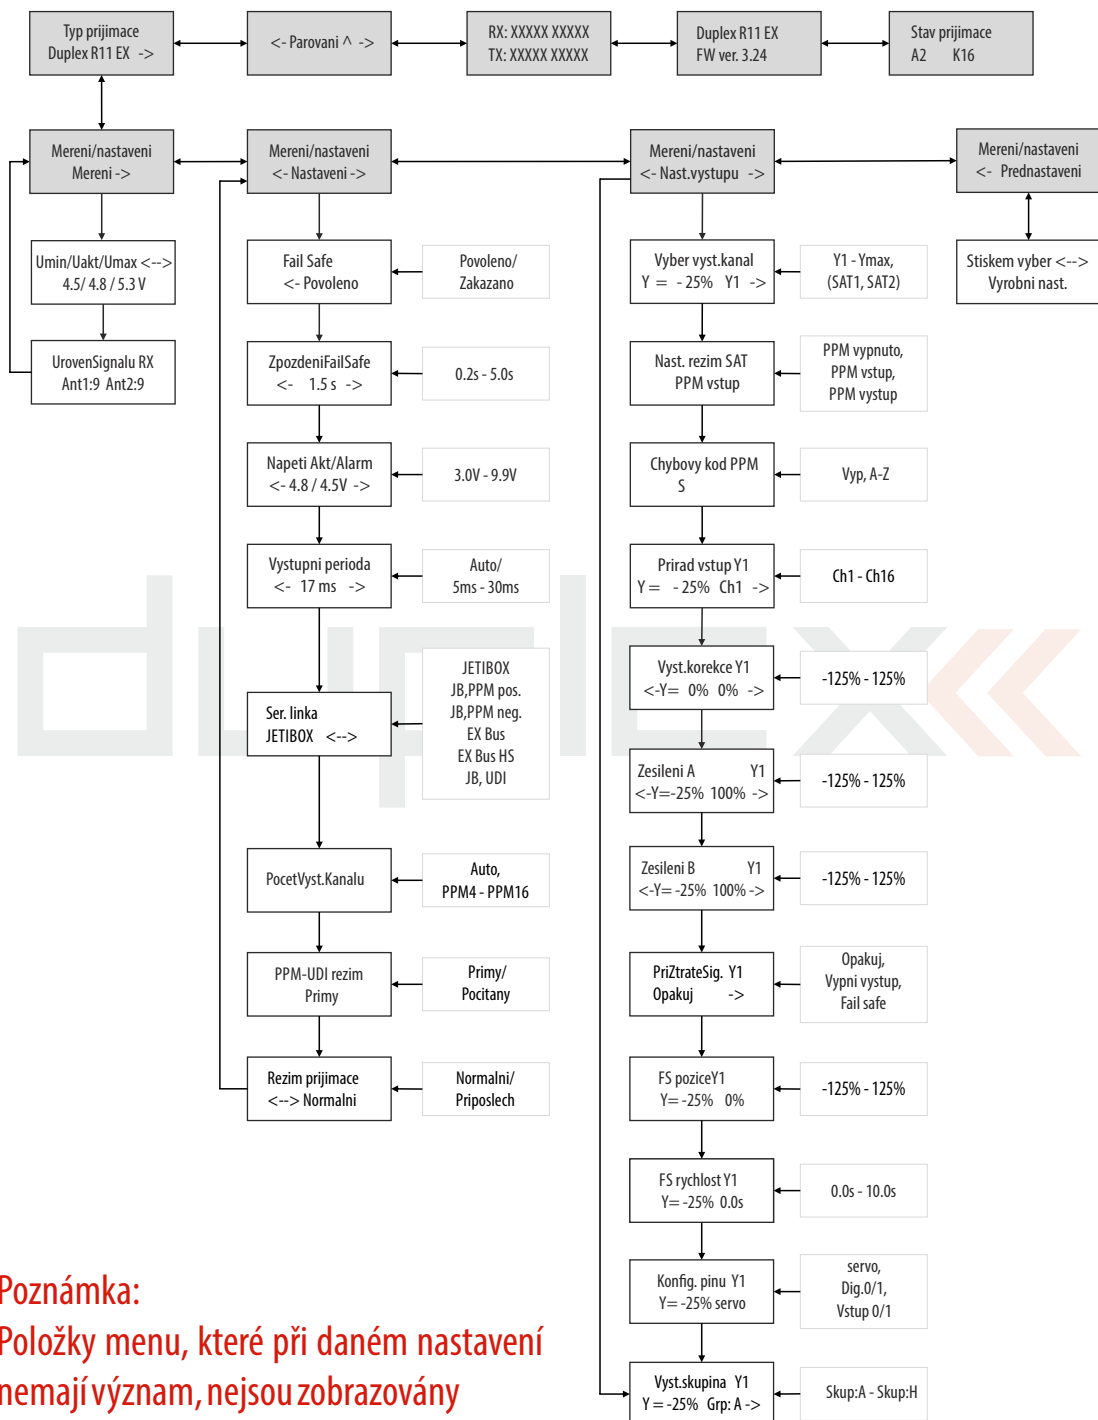 Typ prijimace
Duplex R11 EX ->
<- Parovani ^ ->
RX: XXXXX XXXXX
TX: XXXXX XXXXX
Duplex R11 EX
FW ver. 3.24
Stav prijimace
A2 K16
Mereni/nastaveni
Mereni ->
Mereni/nastaveni
<- Nastaveni ->
Mereni/nastaveni
<- Nast.vystupu ->
Mereni/nastaveni
<- Prednastaveni
Umin/Uakt/Umax <-->
4.5/ 4.8 / 5.3 V
UrovenSignalu RX
Ant1:9 Ant2:9
Fail Safe
<- Povoleno
Povoleno/
Zakazano
ZpozdeniFailSafe
<- 1.5 s ->
0.2s - 5.0s
Napeti Akt/Alarm
<- 4.8 / 4.5V ->
3.0V - 9.9V
Vystupni perioda
<- 17 ms ->
Auto/
5ms - 30ms
Ser. linka
JETIBOX <-->
JETIBOX
JB,PPM pos.
JB,PPM neg.
EX Bus
EX Bus HS
JB, UDI
PocetVyst.Kanalu
Auto,
PPM4 - PPM16
PPM-UDI rezim
Primy
Primy/
Pocitany
Rezim prijimace
<--> Normalni
Normalni/
Priposlech
Vyber vyst.kanal
Y = - 25% Y1 ->
Y1 - Ymax,
(SAT1, SAT2)
Nast. rezim SAT
PPM vstup
PPM vypnuto,
PPM vstup,
PPM vystup
Chybovy kod PPM
S
Vyp, A-Z
Prirad vstup Y1
Y = - 25% Ch1 ->
Ch1 - Ch16
Vyst.korekce Y1
<-Y= 0% 0% ->
-125% - 125%
Zesileni A Y1
<-Y=-25% 100% ->
-125% - 125%
Zesileni B Y1
<-Y= -25% 100% ->
-125% - 125%
PriZtrateSig. Y1
Opakuj ->
Opakuj,
Vypni vystup,
Fail safe
FS poziceY1
Y= -25% 0%
-125% - 125%
FS rychlost Y1
Y= -25% 0.0s
0.0s - 10.0s
Konfig. pinu Y1
Y= -25% servo
servo,
Dig.0/1,
Vstup 0/1
Vyst.skupina Y1
Y = -25% Grp: A ->
Skup:A - Skup:H
Stiskem vyber <-->
Vyrobni nast.
duplex
Poznámka:
Položky menu, které při daném nastavení
nemají význam, nejsou zobrazovány